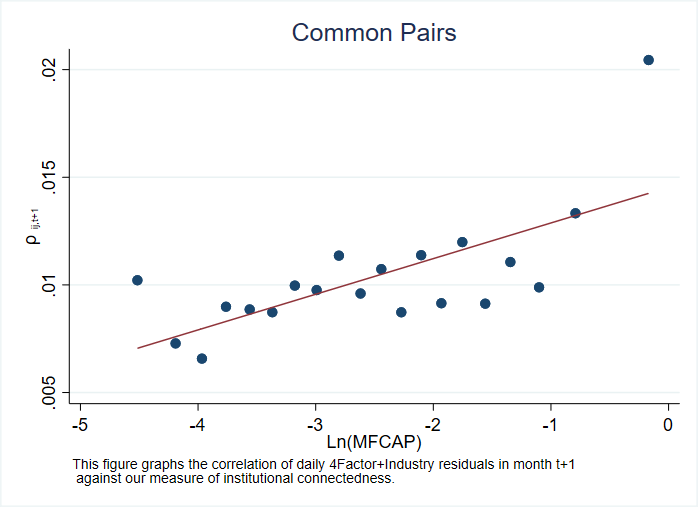 Common Pairs
.02
.015
.01
.005
ρ ij,t+1
-5 -4 -3 -2 -1 0
Ln(MFCAP)
This figure graphs the correlation of daily 4Factor+Industry residuals in month t+1
against our measure of institutional connectedness.